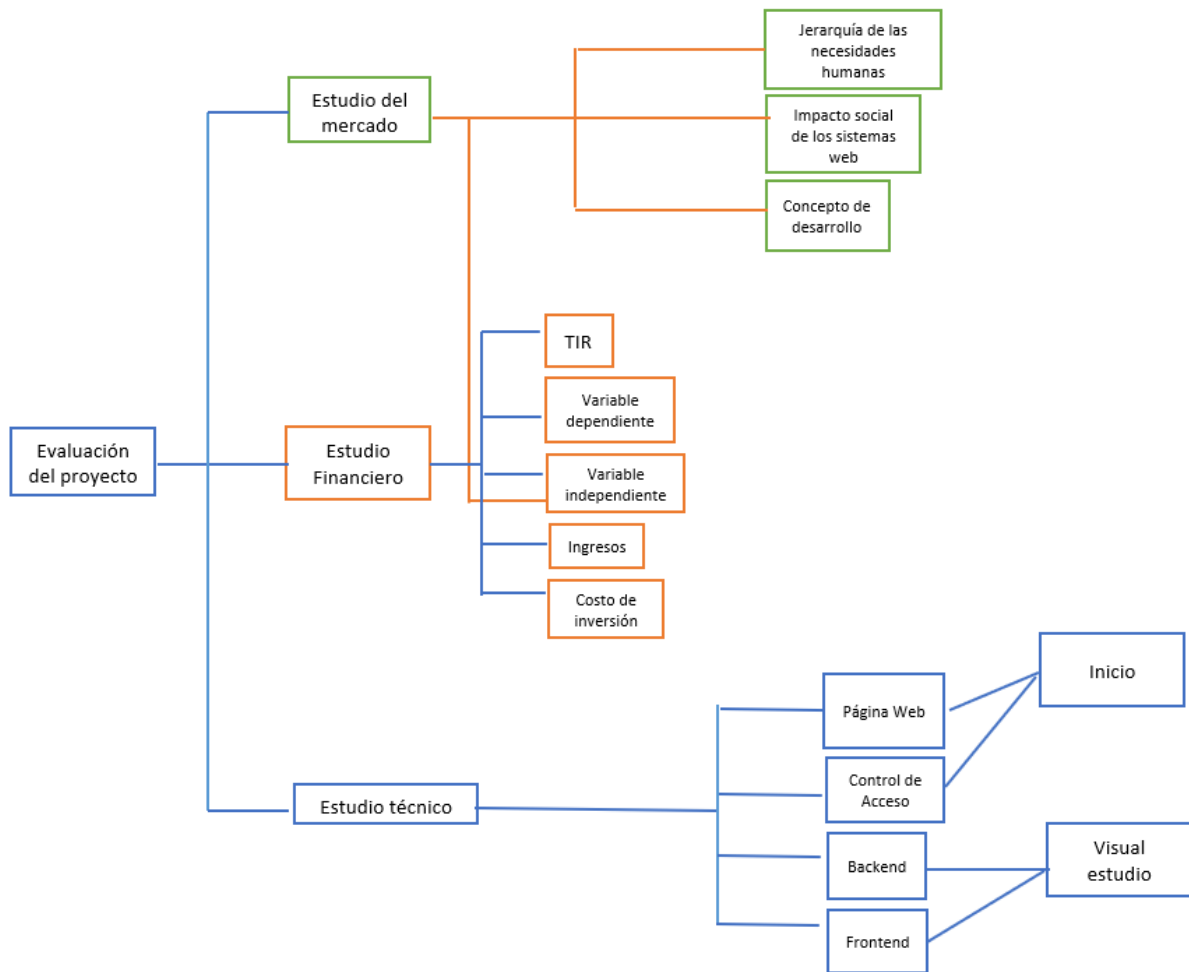 Jerarquía de las
necesidades
humanas
Estudio del
mercado
Impacto social
de los sistemas
web
Concepto de
desarrollo
TIR
Variable
dependiente
Evaluación
del proyecto
Estudio
Financiero
Variable
independiente
Ingresos
Costo de
inversión
Inicio
Página Web
Control de
Acceso
Estudio técnico
Backend
Visual
estudio
Frontend